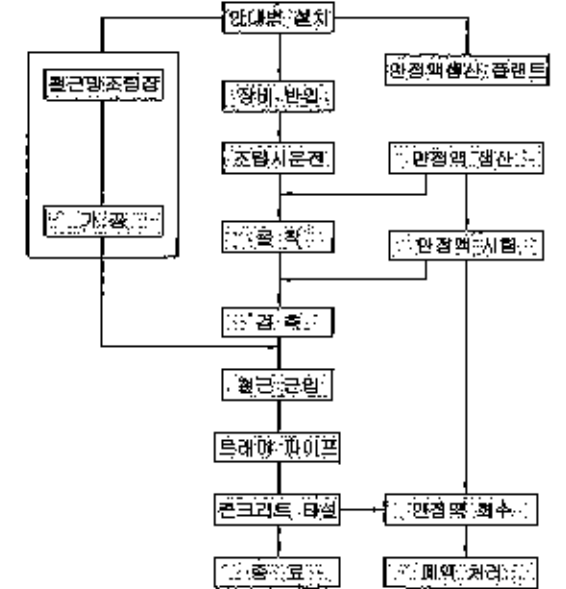 안내벽 설치
철근망조립장
안정액생산 플랜트
장비 반입
조립시운전
안정액 생산
가 공
굴 착
안정액 시험
검 측
철근 근입
트레미 파이프
콘크리트 타설
안정액 회수
종 료
폐액 처리